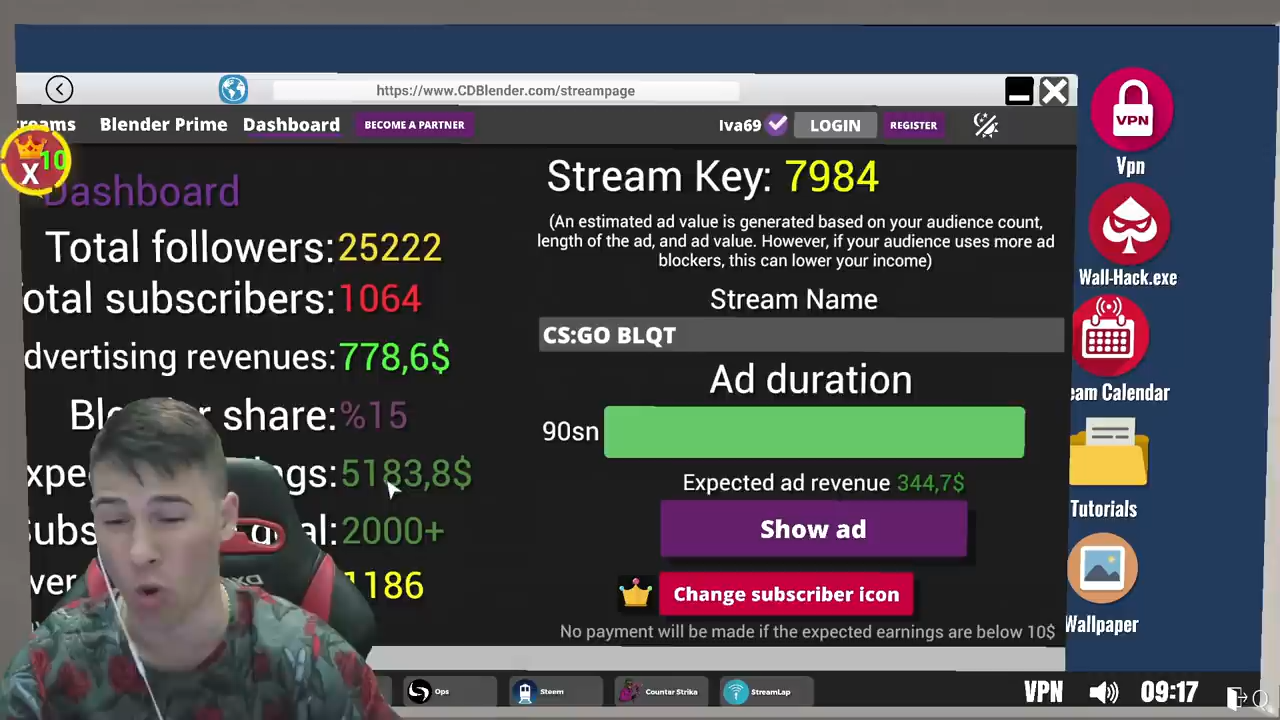 https://www.CDBlender.com/streampage
Blender Prime
Dashboard
BECOME A PARTNER
Iva69
LOGIN
REGISTER
X
10
Dashboard
Total followers:25222
otal subscribers:1064
dvertising revenues:778,6$
share:%15
5183,8$
2000+
1186
Stream Key: 7984
(An estimated ad value is generated based on your audience count,
length of the ad, and ad value. However, if your audience uses more ad
blockers, this can lower your income)
Stream Name
CS:GO BLQT
Ad duration
90sn
Expected ad revenue 344,7$
Show ad
Change subscriber icon
No payment will be made if the expected earnings are below 10$
VPN
Vpn
Wall-Hack.exe
eam Calendar
Tutorials
Wallpaper
Ops
Steem
Countar Strika
StreamLap
VPN
09:17
Q